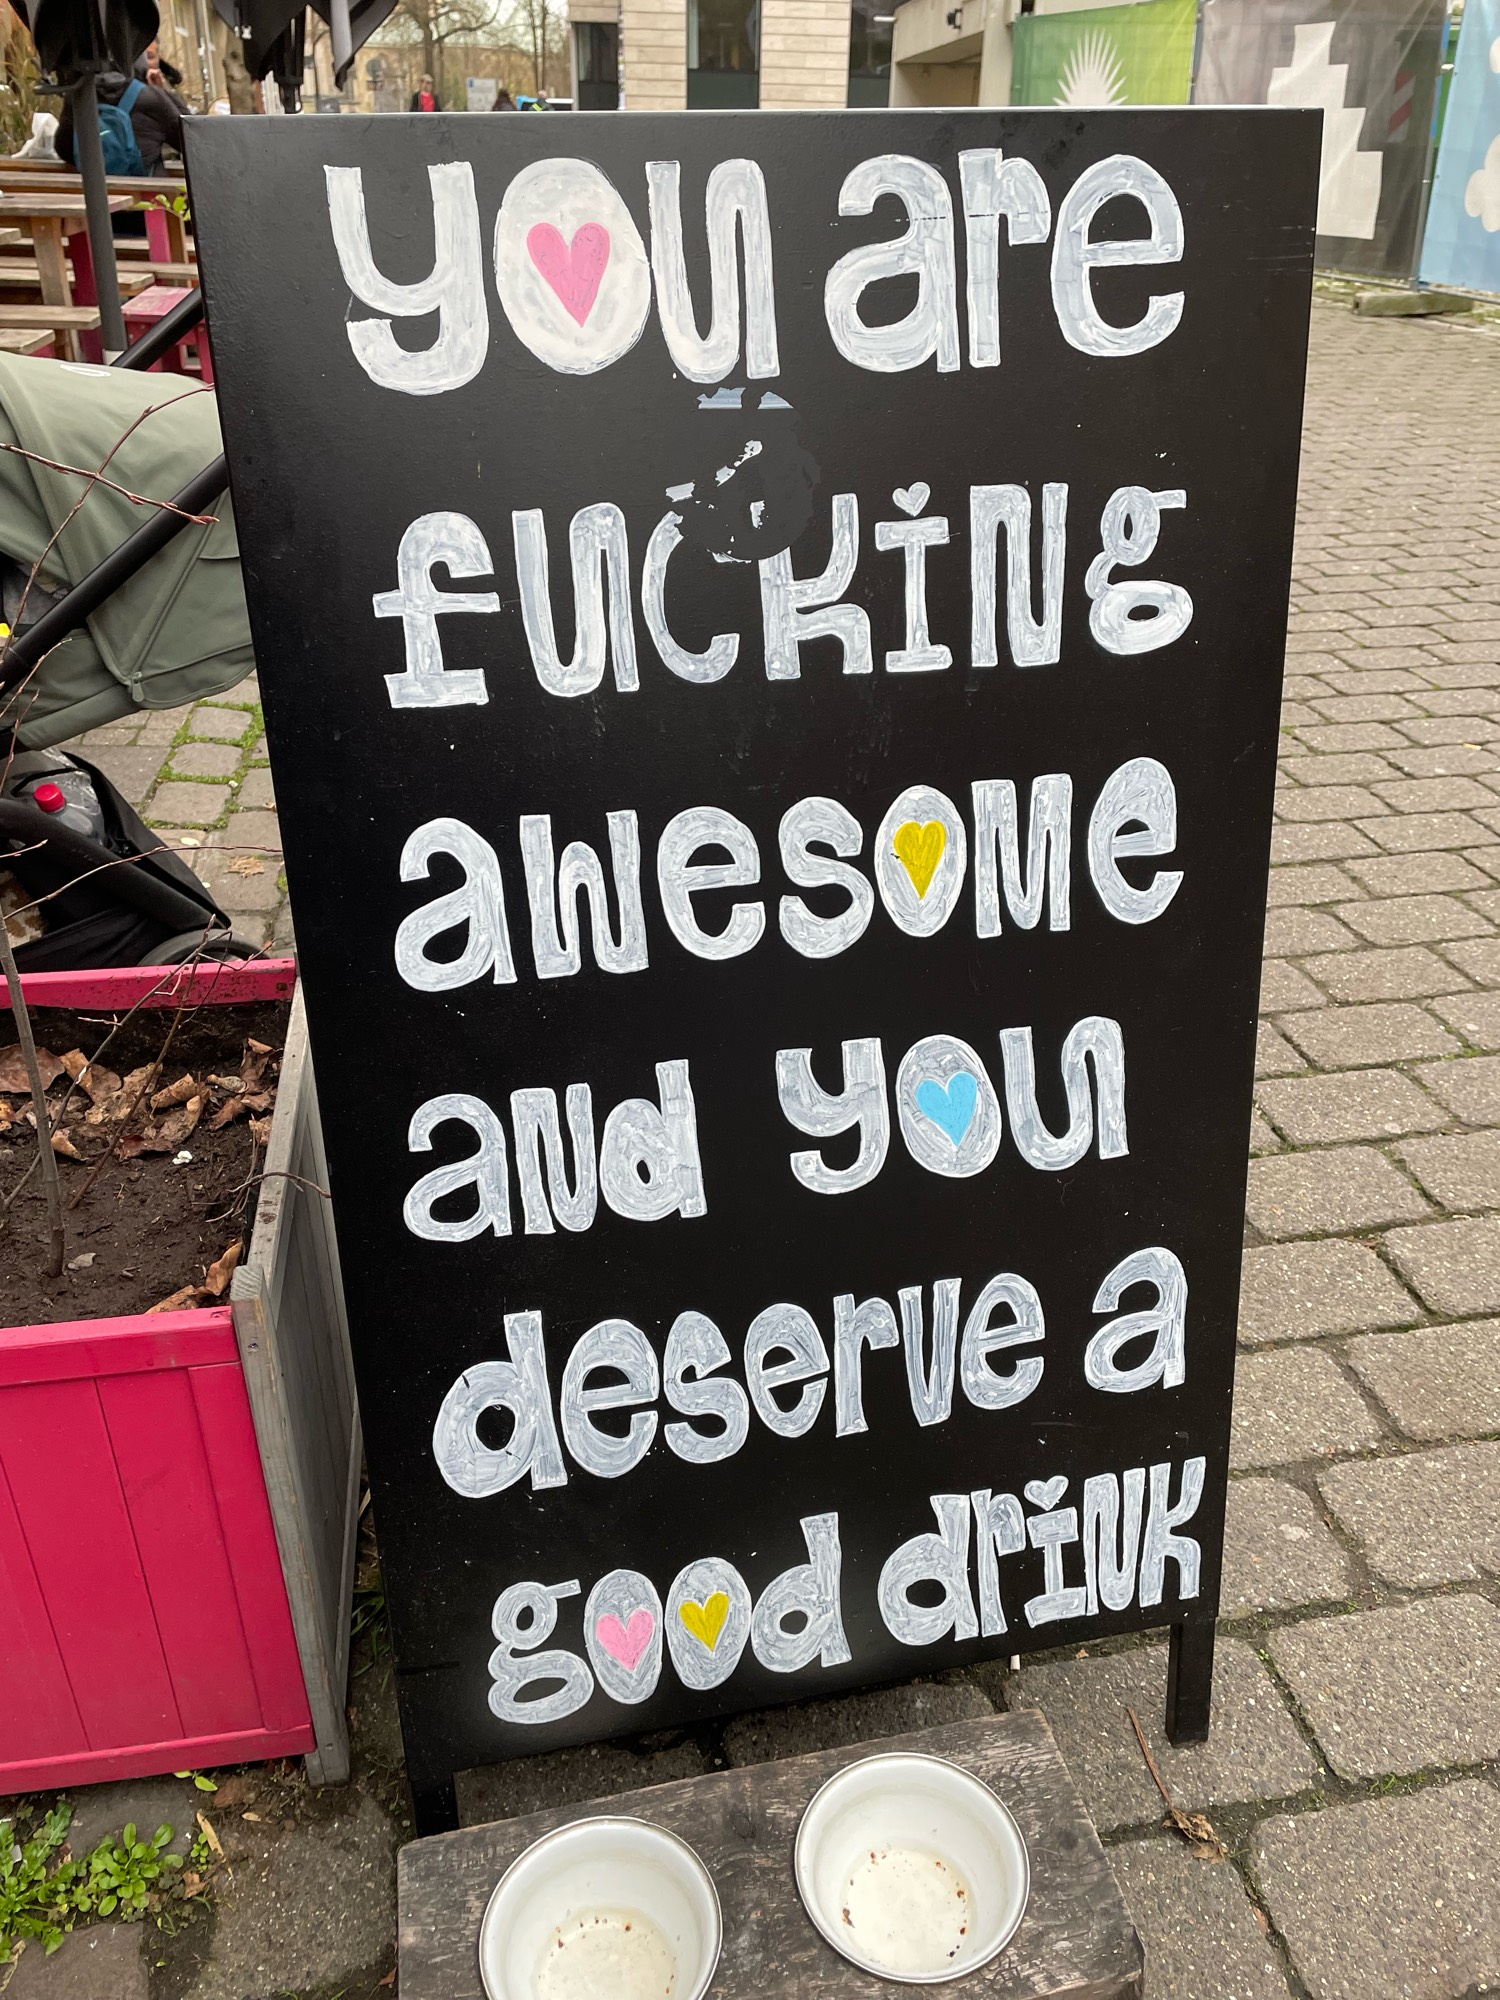 you are
fucking
awesome
and you
deserve a
good drink